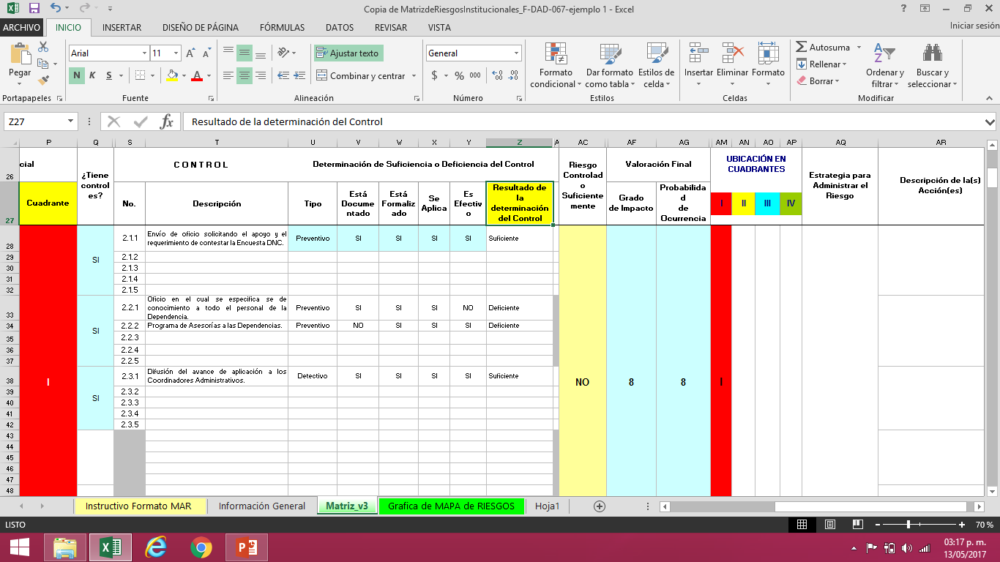 Copia de MatrizdeRiesgosInstitucionales_F-DAD-067-ejemplo 1 - Excel
ARCHIVO INICIO INSERTAR DISEÑO DE PÁGINA FÓRMULAS DATOS REVISAR VISTA Iniciar sesión
Pegar
Portapapeles
Arial 11
N K S
Fuente
Ajustar texto
Combinar y centrar
Alineación
General
$ % 000
Número
Formato condicional
Dar formato como tabla
Estilos de celda
Estilos
Insertar Eliminar Formato
Celdas
Autosuma
Rellenar
Borrar
Ordenar y filtrar
Buscar y seleccionar
Modificar
Z27 fx Resultado de la determinación del Control
P Q S T U V W X Y Z A AC AF AG AM AN AO AP AQ AR
26
cial
¿Tiene
control
es?
C O N T R O L
Determinación de Suficiencia o Deficiencia del Control
Riesgo
Controlad
o
Suficiente
mente
Valoración Final
UBICACIÓN EN
CUADRANTES
Estrategia para
Administrar el
Riesgo
Descripción de la(s)
Acción(es)
27
Cuadrante
No.
Descripción
Tipo
Está
Docume
ntado
Está
Formaliz
ado
Se
Aplica
Es
Efectiv
o
Resultado de
la
determinación
del Control
Grado
de Impacto
Probabilida
d
de
Ocurrencia
I II III IV
28 2.1.1 Envío de oficio solicitando el apoyo y el
requerimiento de contestar la Encuesta DNC. Preventivo SI SI SI SI Suficiente
29 2.1.2
SI
30 2.1.3
31 2.1.4
32 2.1.5
33 2.2.1 Oficio en el cual se especifica se de
conocimiento a todo el personal de la
Dependencia. Preventivo SI SI SI NO Deficiente
34 2.2.2 Programa de Asesorías a las Dependencias. Preventivo NO SI SI SI Deficiente
SI
35 2.2.3
36 2.2.4
37 2.2.5
38 I 2.3.1 Difusión del avance de aplicación a los
Coordinadores Administrativos. Detectivo SI SI SI SI Suficiente NO 8 8 I
39 2.3.2
SI
40 2.3.3
41 2.3.4
42 2.3.5
43
44
45
46
47
48
Instructivo Formato MAR Información General Matriz_v3 Grafica de MAPA de RIESGOS Hoja1
LISTO 70 %
03:17 p. m.
13/05/2017